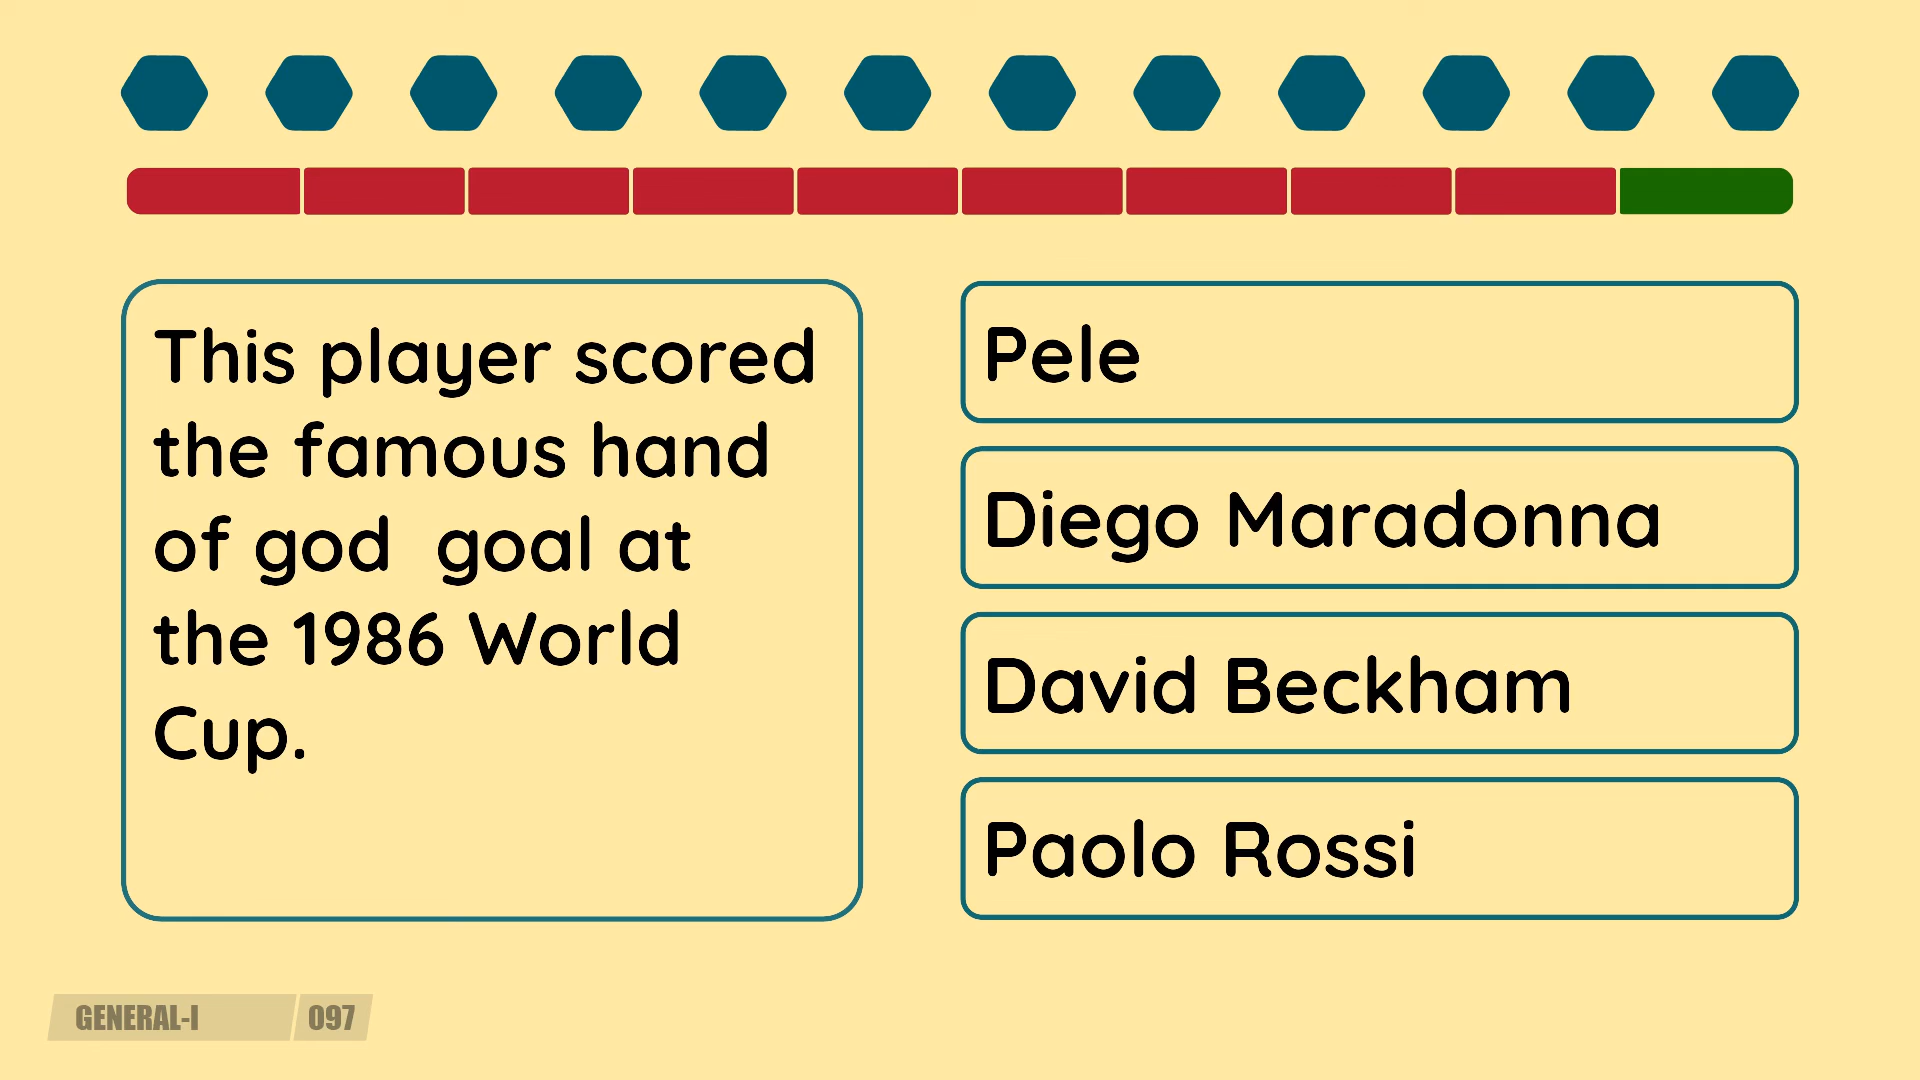 This player scored
the famous hand
of god  goal at
the 1986 World
Cup.
Pele
Diego Maradonna
David Beckham
Paolo Rossi
GENERAL-I 097